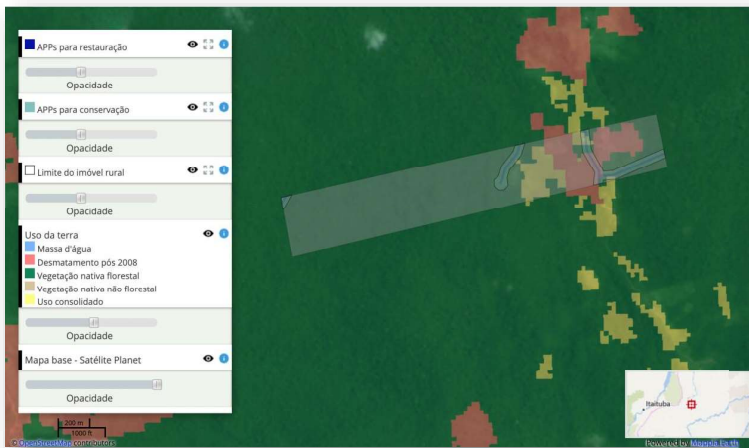 APPs para restauração
Opacidade
APPs para conservação
Opacidade
Limite do imóvel rural
Opacidade
Uso da terra
Massa d'água
Desmatamento pós 2008
Vegetação nativa florestal
Vegetação nativa não florestal
Uso consolidado
Opacidade
Mapa base - Satélite Planet
Opacidade
200 m
1000 ft
© OpenStreetMap contributors
Itaituba
Powered by Mappia.Earth